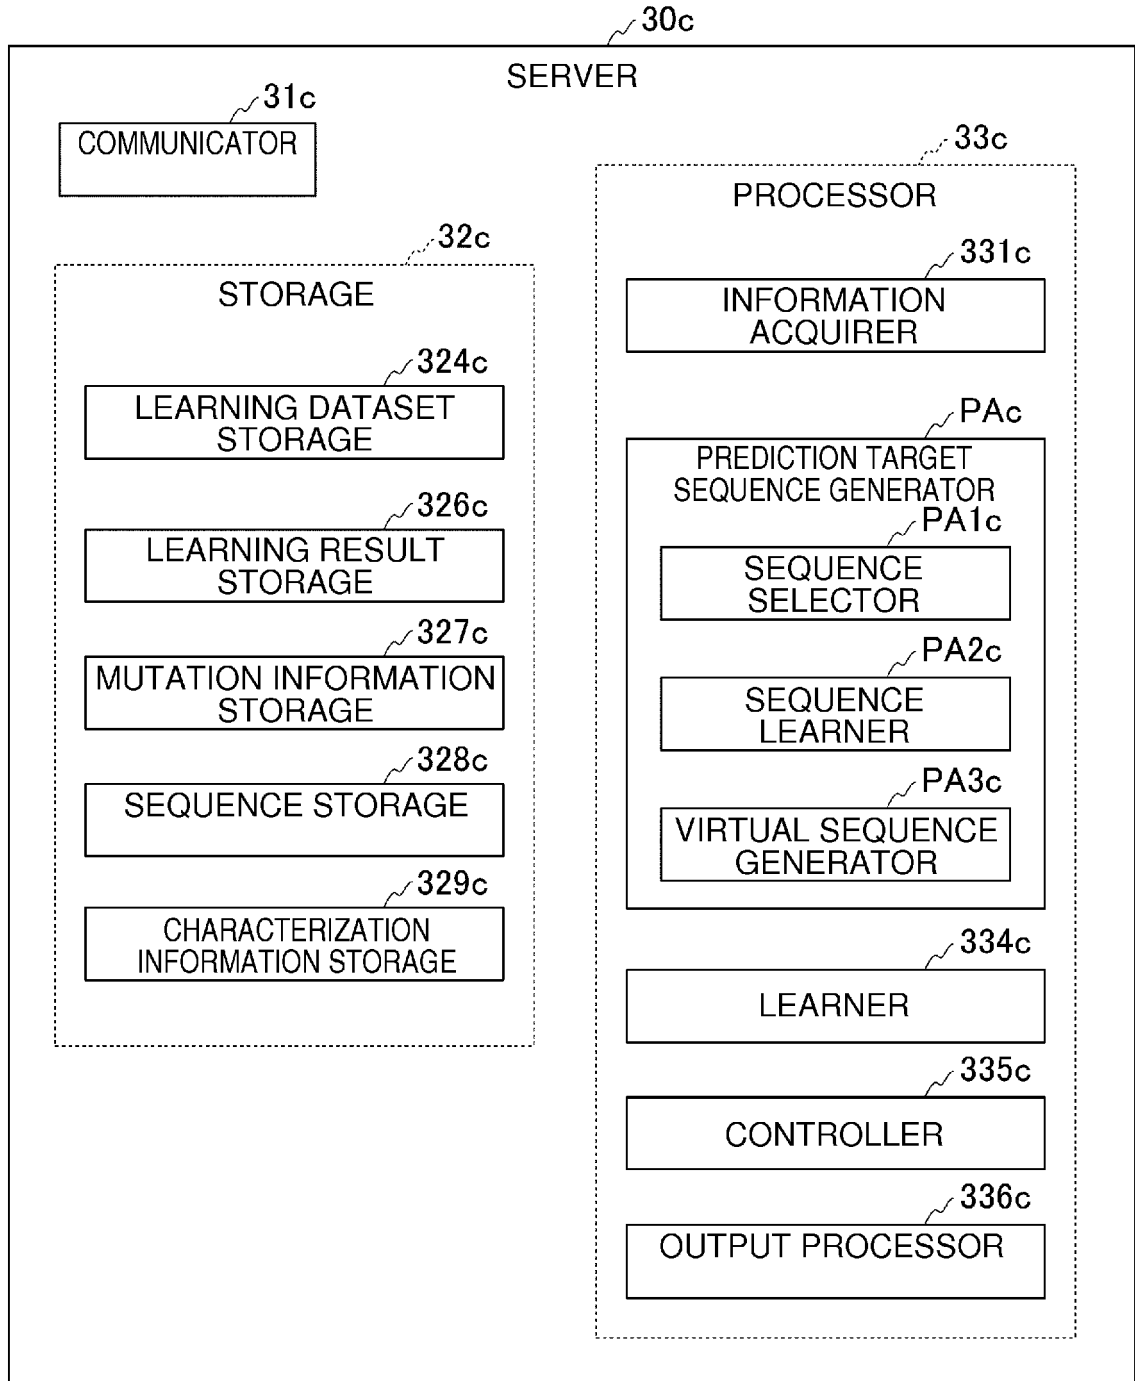 30c
SERVER
31c
COMMUNICATOR
32c
STORAGE
324c
LEARNING DATASET
STORAGE
326c
LEARNING RESULT
STORAGE
327c
MUTATION INFORMATION
STORAGE
328c
SEQUENCE STORAGE
329c
CHARACTERIZATION
INFORMATION STORAGE
33c
PROCESSOR
331c
INFORMATION
ACQUIRER
PAc
PREDICTION TARGET
SEQUENCE GENERATOR
PA1c
SEQUENCE
SELECTOR
PA2c
SEQUENCE
LEARNER
PA3c
VIRTUAL SEQUENCE
GENERATOR
334c
LEARNER
335c
CONTROLLER
336c
OUTPUT PROCESSOR